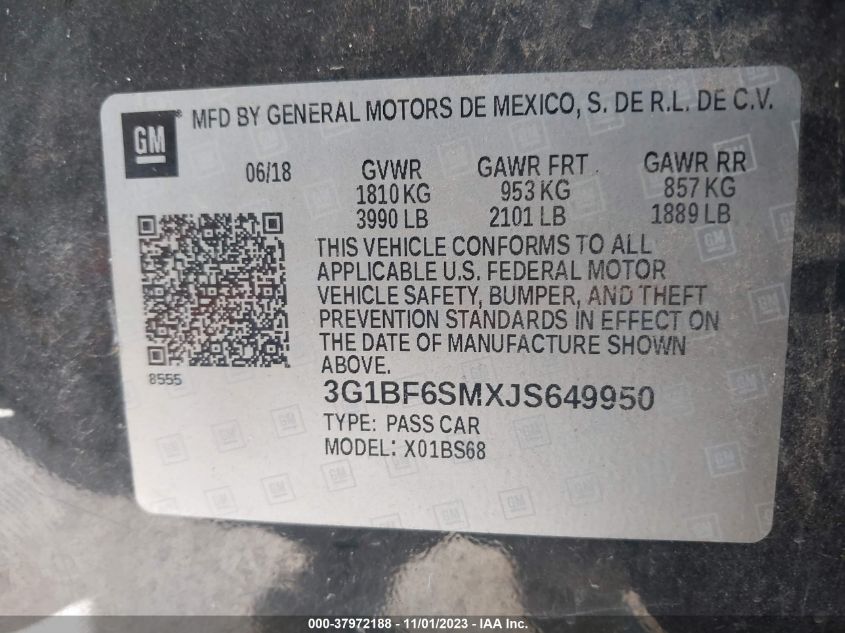 GM ® MFD BY GENERAL MOTORS DE MEXICO, S. DE R.L. DE C.V.
06/18 GVWR GAWR FRT GAWR RR
1810 KG 953 KG 857 KG
3990 LB 2101 LB 1889 LB
THIS VEHICLE CONFORMS TO ALL
APPLICABLE U.S. FEDERAL MOTOR
VEHICLE SAFETY, BUMPER, AND THEFT
PREVENTION STANDARDS IN EFFECT ON
THE DATE OF MANUFACTURE SHOWN
ABOVE.
8555
3G1BF6SMXJS649950
TYPE: PASS CAR
MODEL: X01BS68
000-37972188 - 11/01/2023 - IAA Inc.